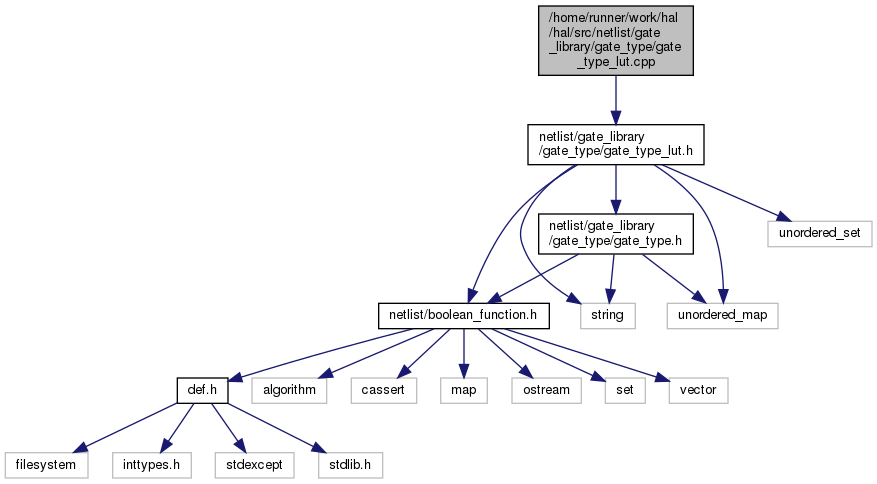 /home/runner/work/hal
/hal/src/netlist/gate
_library/gate_type/gate
_type_lut.cpp
netlist/gate_library
/gate_type/gate_type_lut.h
netlist/gate_library
/gate_type/gate_type.h
unordered_set
netlist/boolean_function.h
string
unordered_map
def.h
algorithm
cassert
map
ostream
set
vector
filesystem
inttypes.h
stdexcept
stdlib.h